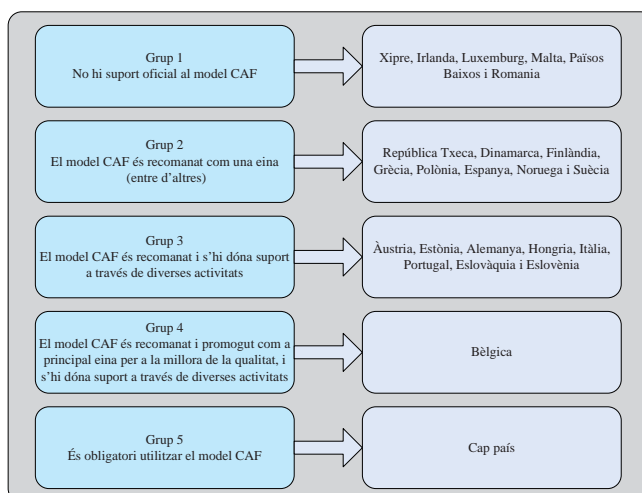 Grup 1
No hi suport oficial al model CAF
Xipre, Irlanda, Luxemburg, Malta, Països
Baixos i Romania
Grup 2
El model CAF és recomanat com una eina
(entre d'altres)
República Txeca, Dinamarca, Finlàndia,
Grècia, Polònia, Espanya, Noruega i Suècia
Grup 3
El model CAF és recomanat i s'hi dóna suport
a través de diverses activitats
Àustria, Estònia, Alemanya, Hongria, Itàlia,
Portugal, Eslovàquia i Eslovènia
Grup 4
El model CAF és recomanat i promogut com a
principal eina per a la millora de la qualitat, i
s'hi dóna suport a través de diverses activitats
Bèlgica
Grup 5
És obligatori utilitzar el model CAF
Cap país